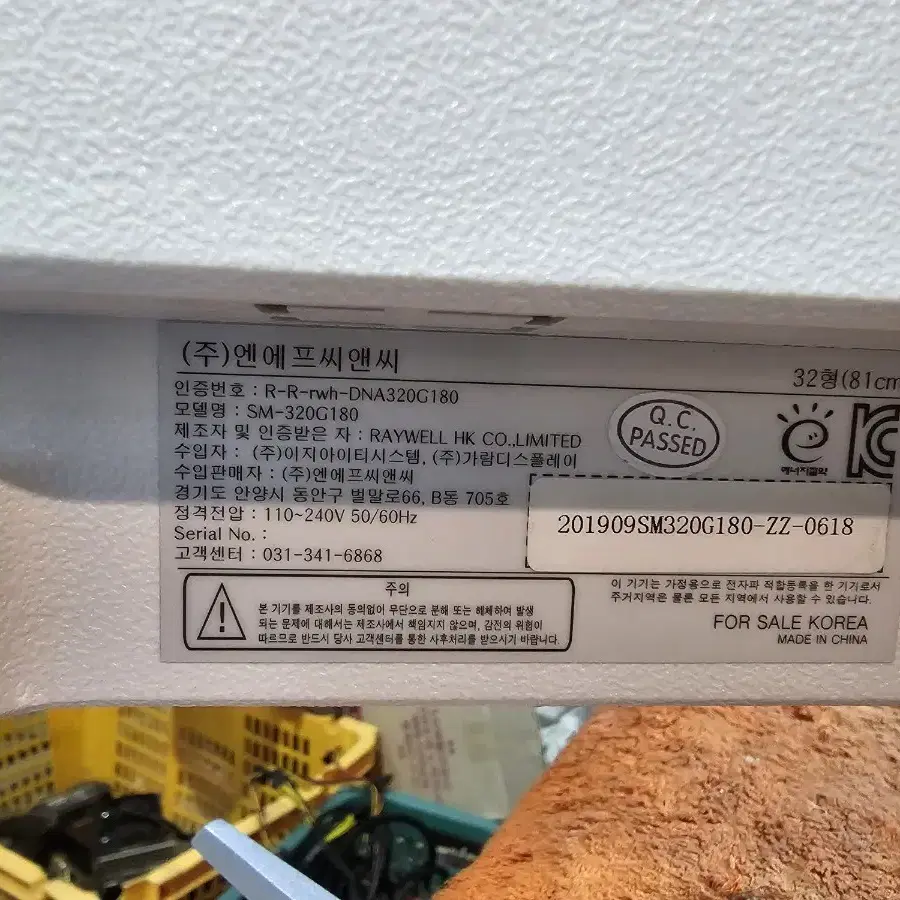 (주)엔에프씨앤씨
32형(81cm
인증번호 : R-R-rwh-DNA320G180
모델명 : SM-320G180
제조자 및 인증받은 자 : RAYWELL HK CO.,LIMITED
수입자 : (주)이지아이티시스템, (주)가람디스플레이
수입판매자 : (주)엔에프씨앤씨
경기도 안양시 동안구 벌말로66, B동 705호
정격전압 : 110~240V 50/60Hz
Serial No. :
고객센터 : 031-341-6868
Q.C.
PASSED
에너지절약
201909SM320G180-ZZ-0618
주의
본 기기를 제조사의 동의없이 무단으로 분해 또는 해체하여 발생
되는 문제에 대해서는 제조사에서 책임지지 않으며, 감전의 위험이
따르므로 반드시 당사 고객센터를 통한 사후처리를 받으시기 바랍니다.
이 기기는 가정용으로 전자파 적합등록을 한 기기로서
주거지역은 물론 모든 지역에서 사용할 수 있습니다.
FOR SALE KOREA
MADE IN CHINA